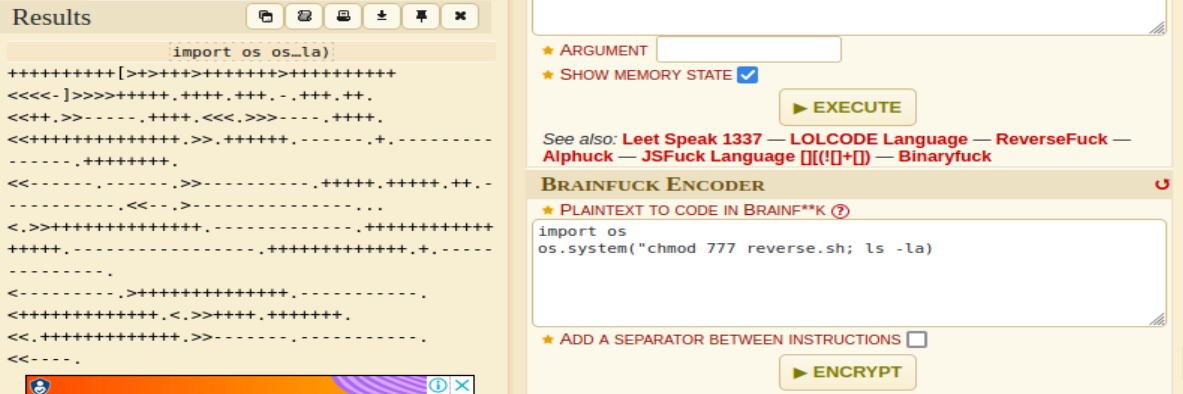 Results
import os os…la)
++++++++++[>+>+++>+++++++>++++++++++
<<<<-]>>>>+++++.++++.+++.-.+++.++.
<<++.>>-----.++++.<<<.>>>----.++++.
<<++++++++++++++.>>.++++++.-------.+.---------
------.++++++++.
<<------.------.>>----------.+++++.+++++.++.-
----------.<<--.>----------------...
<.>>++++++++++++++.-------------.++++++++++++
+++++.------------------.+++++++++++++.+.-----
----------.
<---------.>++++++++++++++.-----------.
<+++++++++++++.<.>>++++.+++++++.
<<.+++++++++++++.>>-------.-----------.
<<----.
★ ARGUMENT
★ SHOW MEMORY STATE
▶ EXECUTE
See also: Leet Speak 1337 — LOLCODE Language — ReverseFuck —
Alphuck — JSFuck Language [][(![]+[]) — Binaryfuck
BRAINFUCK ENCODER
★ PLAINTEXT TO CODE IN BRAINF**K ?
import os
os.system("chmod 777 reverse.sh; ls -la)
★ ADD A SEPARATOR BETWEEN INSTRUCTIONS
▶ ENCRYPT